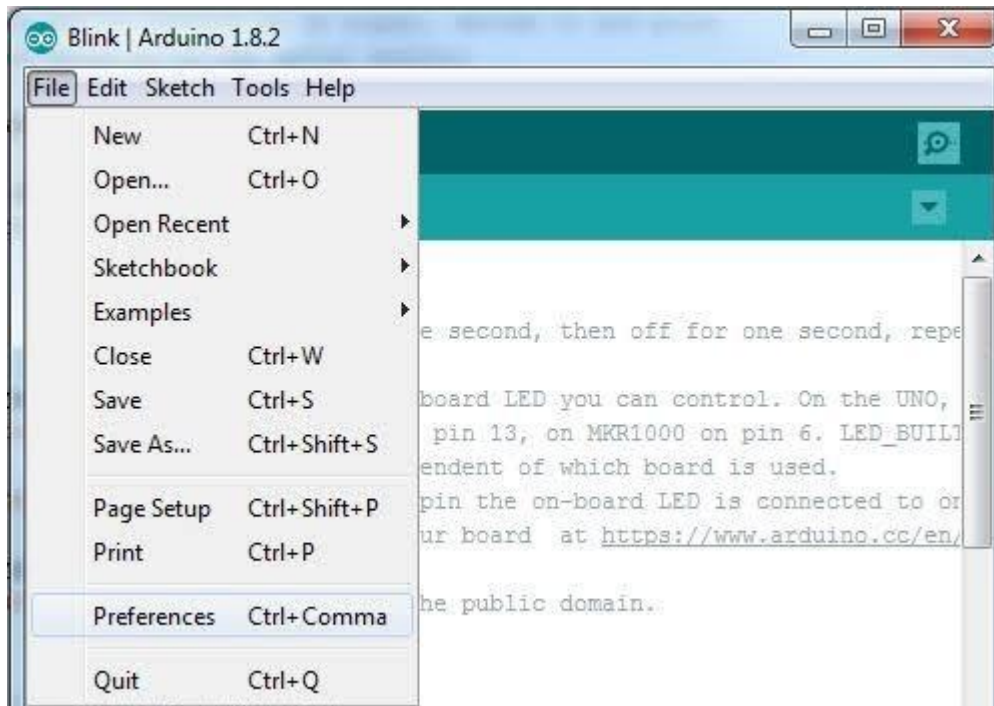 Blink | Arduino 1.8.2
File Edit Sketch Tools Help
New Ctrl+N
Open... Ctrl+O
Open Recent
Sketchbook
Examples
Close Ctrl+W
Save Ctrl+S
Save As... Ctrl+Shift+S
Page Setup Ctrl+Shift+P
Print Ctrl+P
Preferences Ctrl+Comma
Quit Ctrl+Q
e second, then off for one second, repe
board LED you can control. On the UNO,
pin 13, on MKR1000 on pin 6. LED_BUILT
endent of which board is used.
pin the on-board LED is connected to on
ur board at https://www.arduino.cc/en/
he public domain.